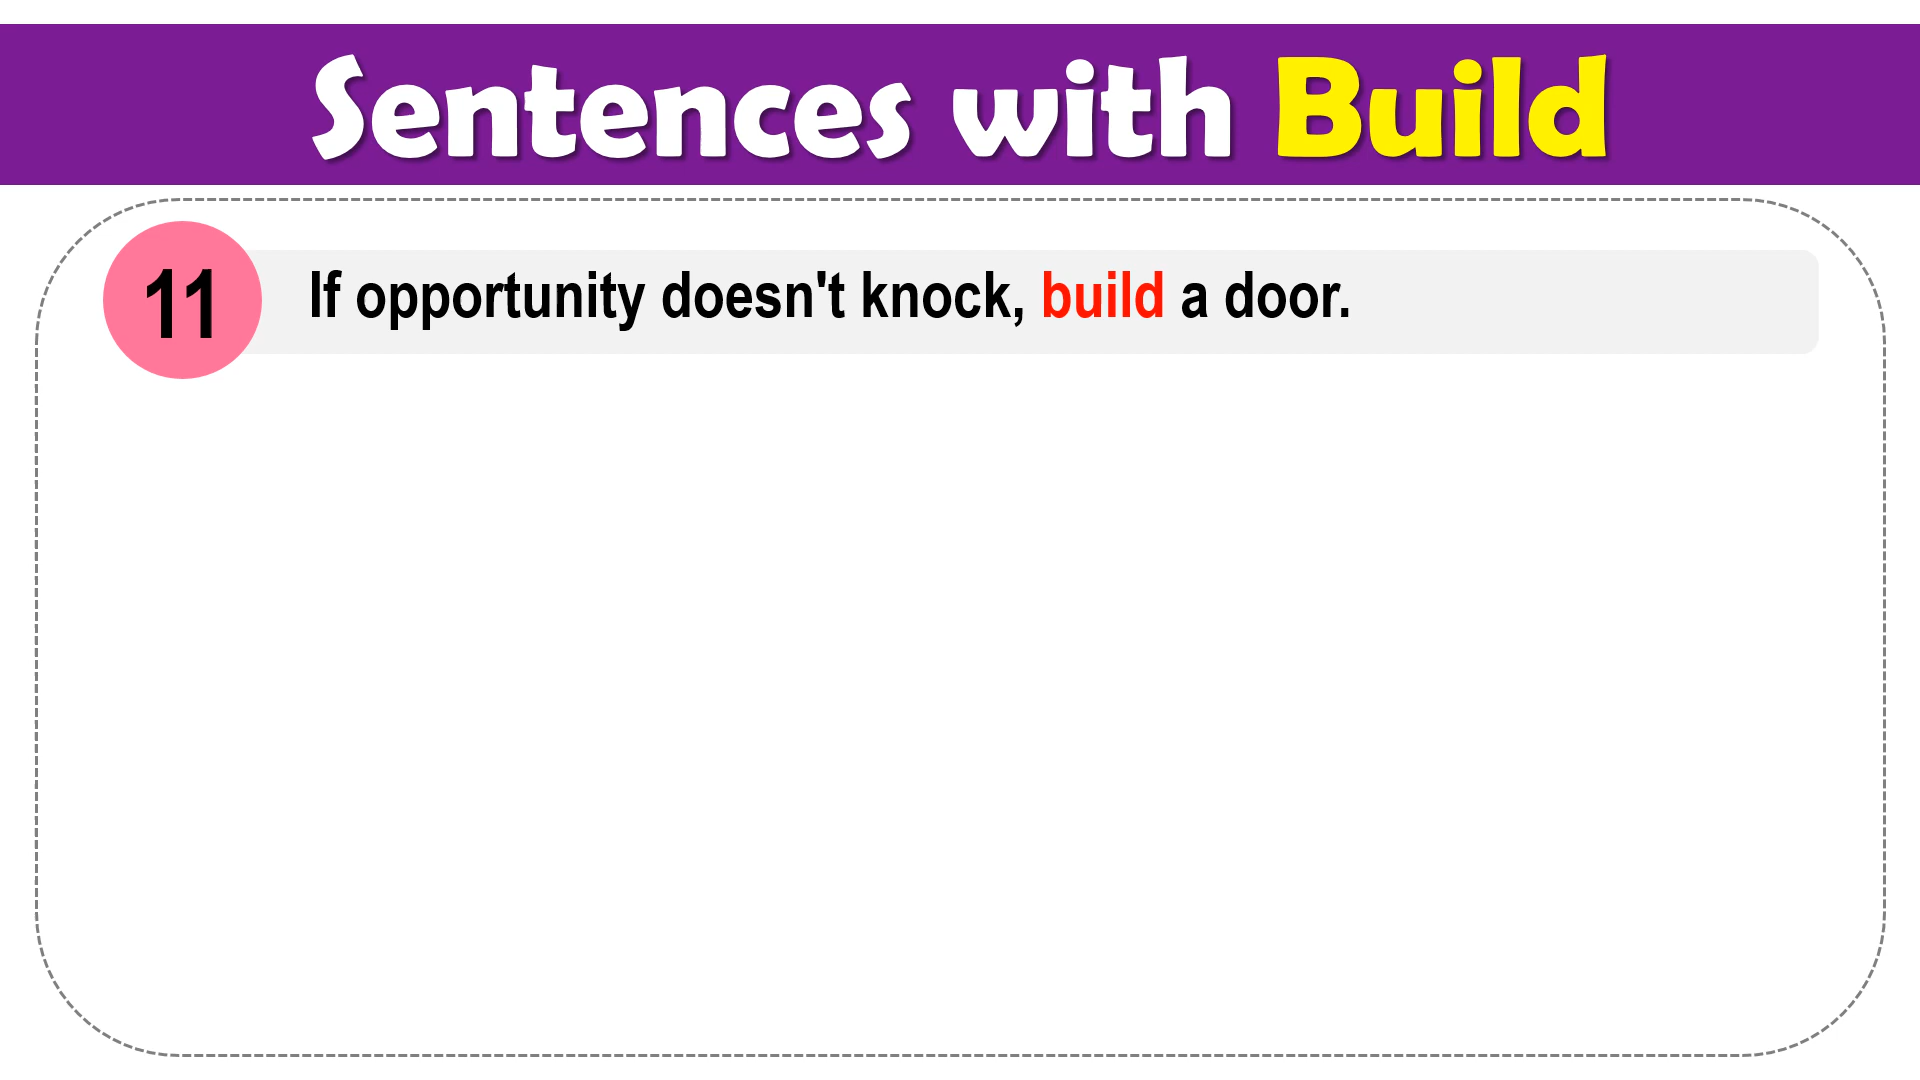 Sentences with Build
11 If opportunity doesn't knock, build a door.